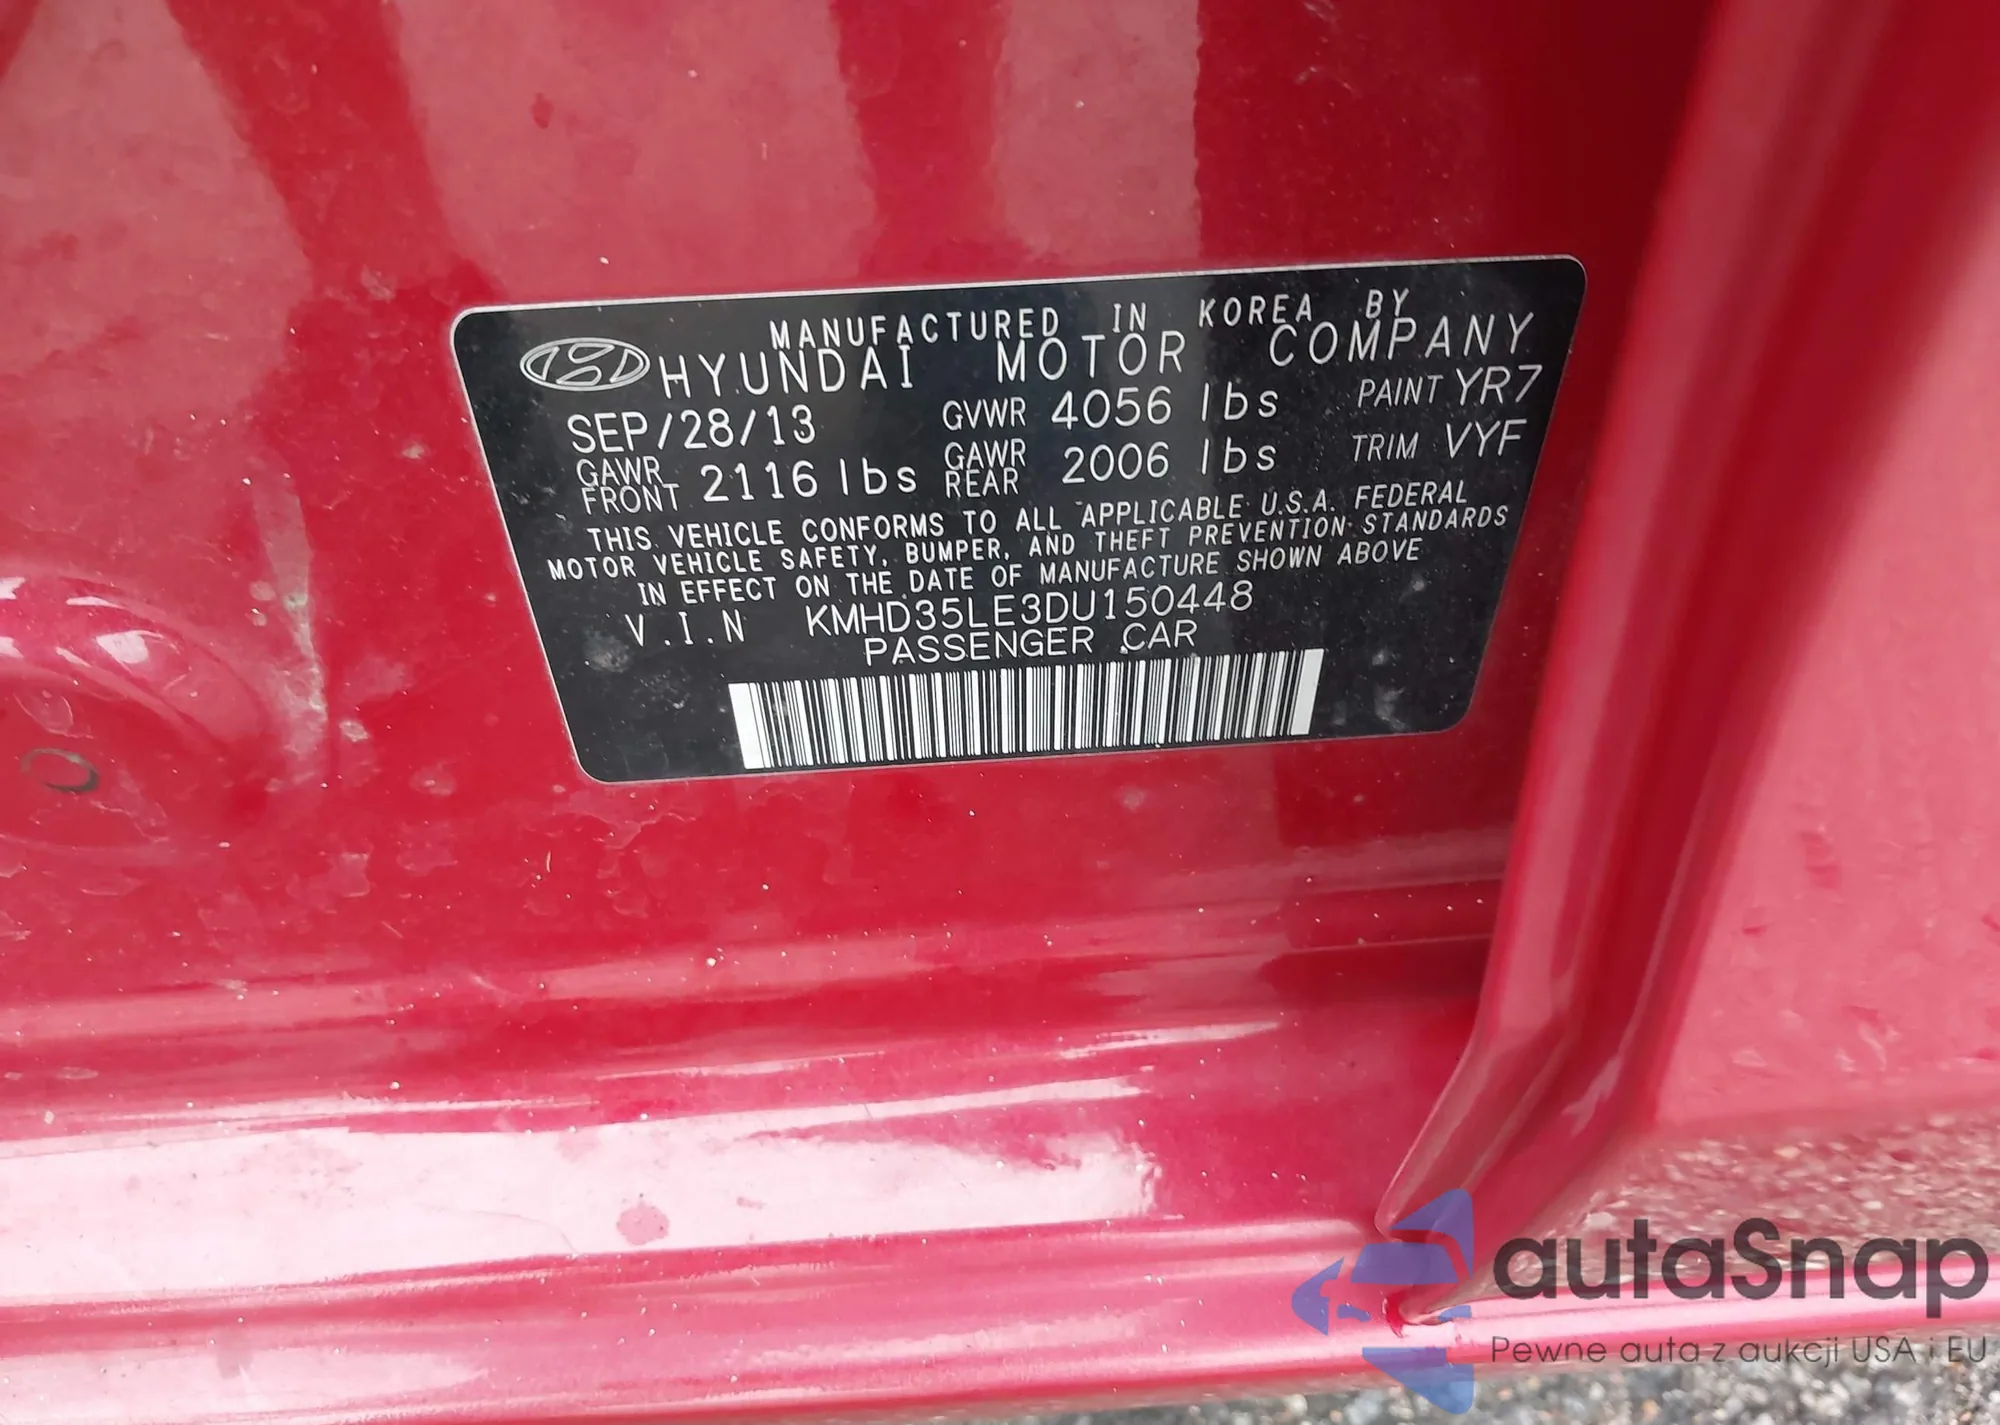 MANUFACTURED IN KOREA BY
HYUNDAI MOTOR COMPANY
SEP/28/13 GVWR 4056 lbs PAINT YR7
GAWR FRONT 2116 lbs GAWR REAR 2006 lbs TRIM VYF
THIS VEHICLE CONFORMS TO ALL APPLICABLE U.S.A. FEDERAL
MOTOR VEHICLE SAFETY, BUMPER, AND THEFT PREVENTION STANDARDS
IN EFFECT ON THE DATE OF MANUFACTURE SHOWN ABOVE
V.I.N KMHD35LE3DU150448
PASSENGER CAR
autaSnap
Pewne auta z aukcji USA i EU